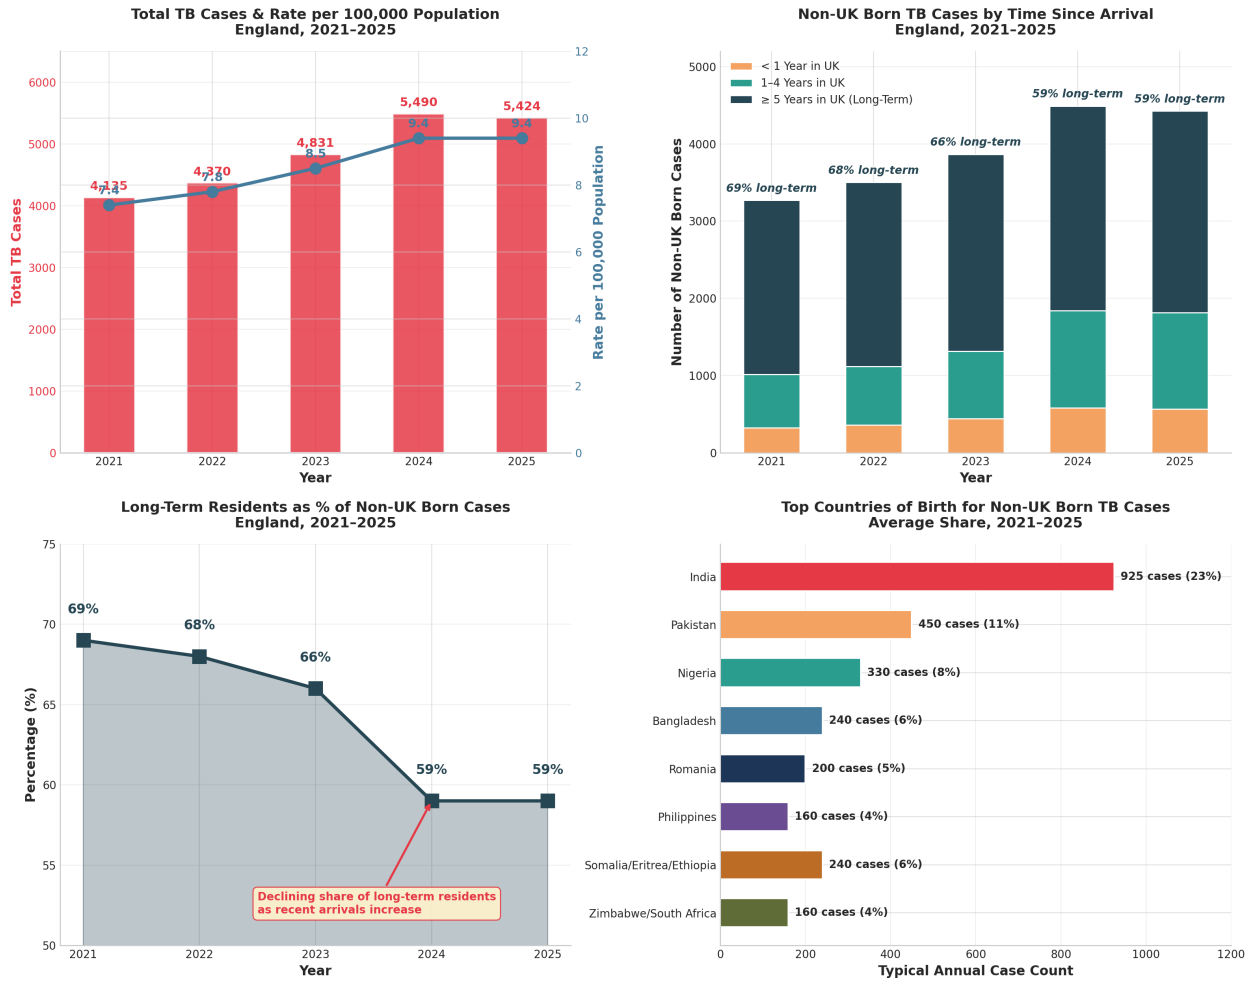 Total TB Cases & Rate per 100,000 Population
England, 2021–2025
Total TB Cases
6000
5000
4000
3000
2000
1000
0
12
10
8
6
4
2
0
Rate per 100,000 Population
4,135
7.4
4,370
7.8
4,831
8.5
5,490
9.4
5,424
9.4
2021 2022 2023 2024 2025
Year
Non-UK Born TB Cases by Time Since Arrival
England, 2021–2025
Number of Non-UK Born Cases
5000
4000
3000
2000
1000
0
< 1 Year in UK
1–4 Years in UK
≥ 5 Years in UK (Long-Term)
69% long-term
68% long-term
66% long-term
59% long-term
59% long-term
2021 2022 2023 2024 2025
Year
Long-Term Residents as % of Non-UK Born Cases
England, 2021–2025
Percentage (%)
75
70
65
60
55
50
69%
68%
66%
59%
59%
Declining share of long-term residents
as recent arrivals increase
2021 2022 2023 2024 2025
Year
Top Countries of Birth for Non-UK Born TB Cases
Average Share, 2021–2025
India 925 cases (23%)
Pakistan 450 cases (11%)
Nigeria 330 cases (8%)
Bangladesh 240 cases (6%)
Romania 200 cases (5%)
Philippines 160 cases (4%)
Somalia/Eritrea/Ethiopia 240 cases (6%)
Zimbabwe/South Africa 160 cases (4%)
0 200 400 600 800 1000 1200
Typical Annual Case Count